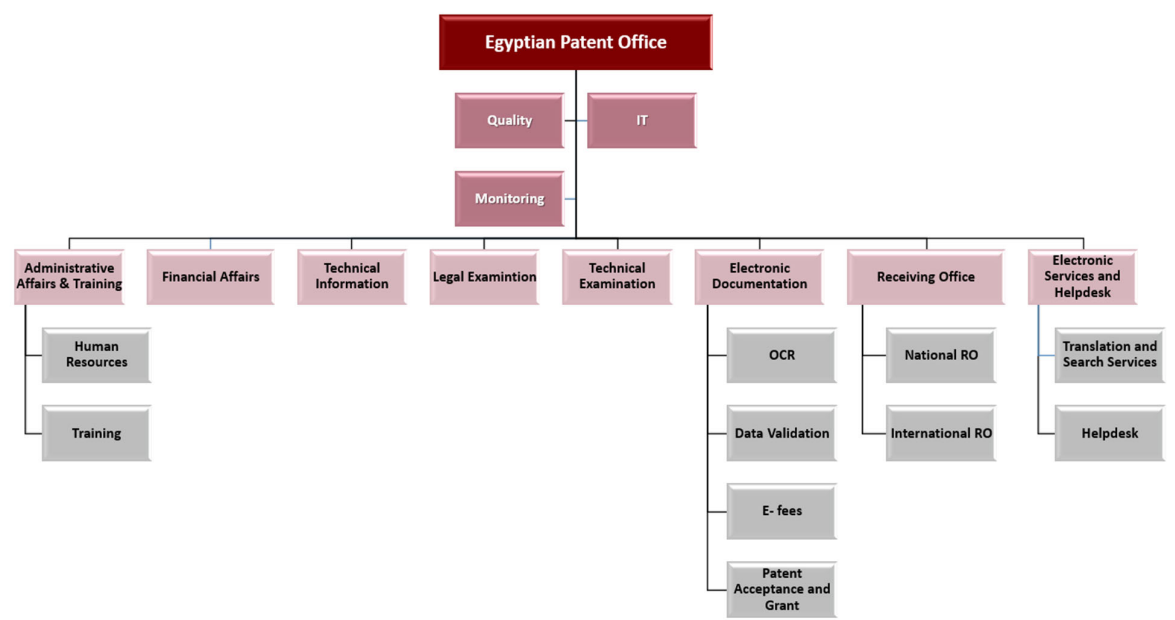 Egyptian Patent Office
Quality
IT
Monitoring
Administrative
Affairs & Training
Financial Affairs
Technical
Information
Legal Examintion
Technical
Examination
Electronic
Documentation
Receiving Office
Electronic
Services and
Helpdesk
Human
Resources
Training
OCR
Data Validation
E- fees
Patent
Acceptance and
Grant
National RO
International RO
Translation and
Search Services
Helpdesk